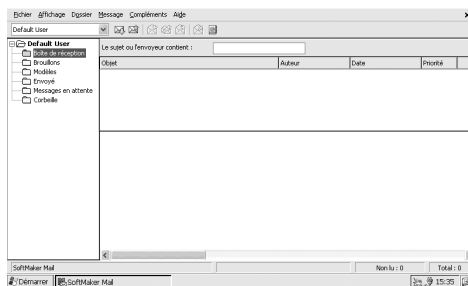 Fichier Affichage Dossier Message Compléments Aide
Default User
Default User
Boîte de réception
Brouillons
Modèles
Envoyé
Messages en attente
Corbeille
Le sujet ou l'envoyeur contient :
Objet Auteur Date Priorité
SoftMaker Mail Non lu : 0 Total : 0
Démarrer SoftMaker Mail 15:35